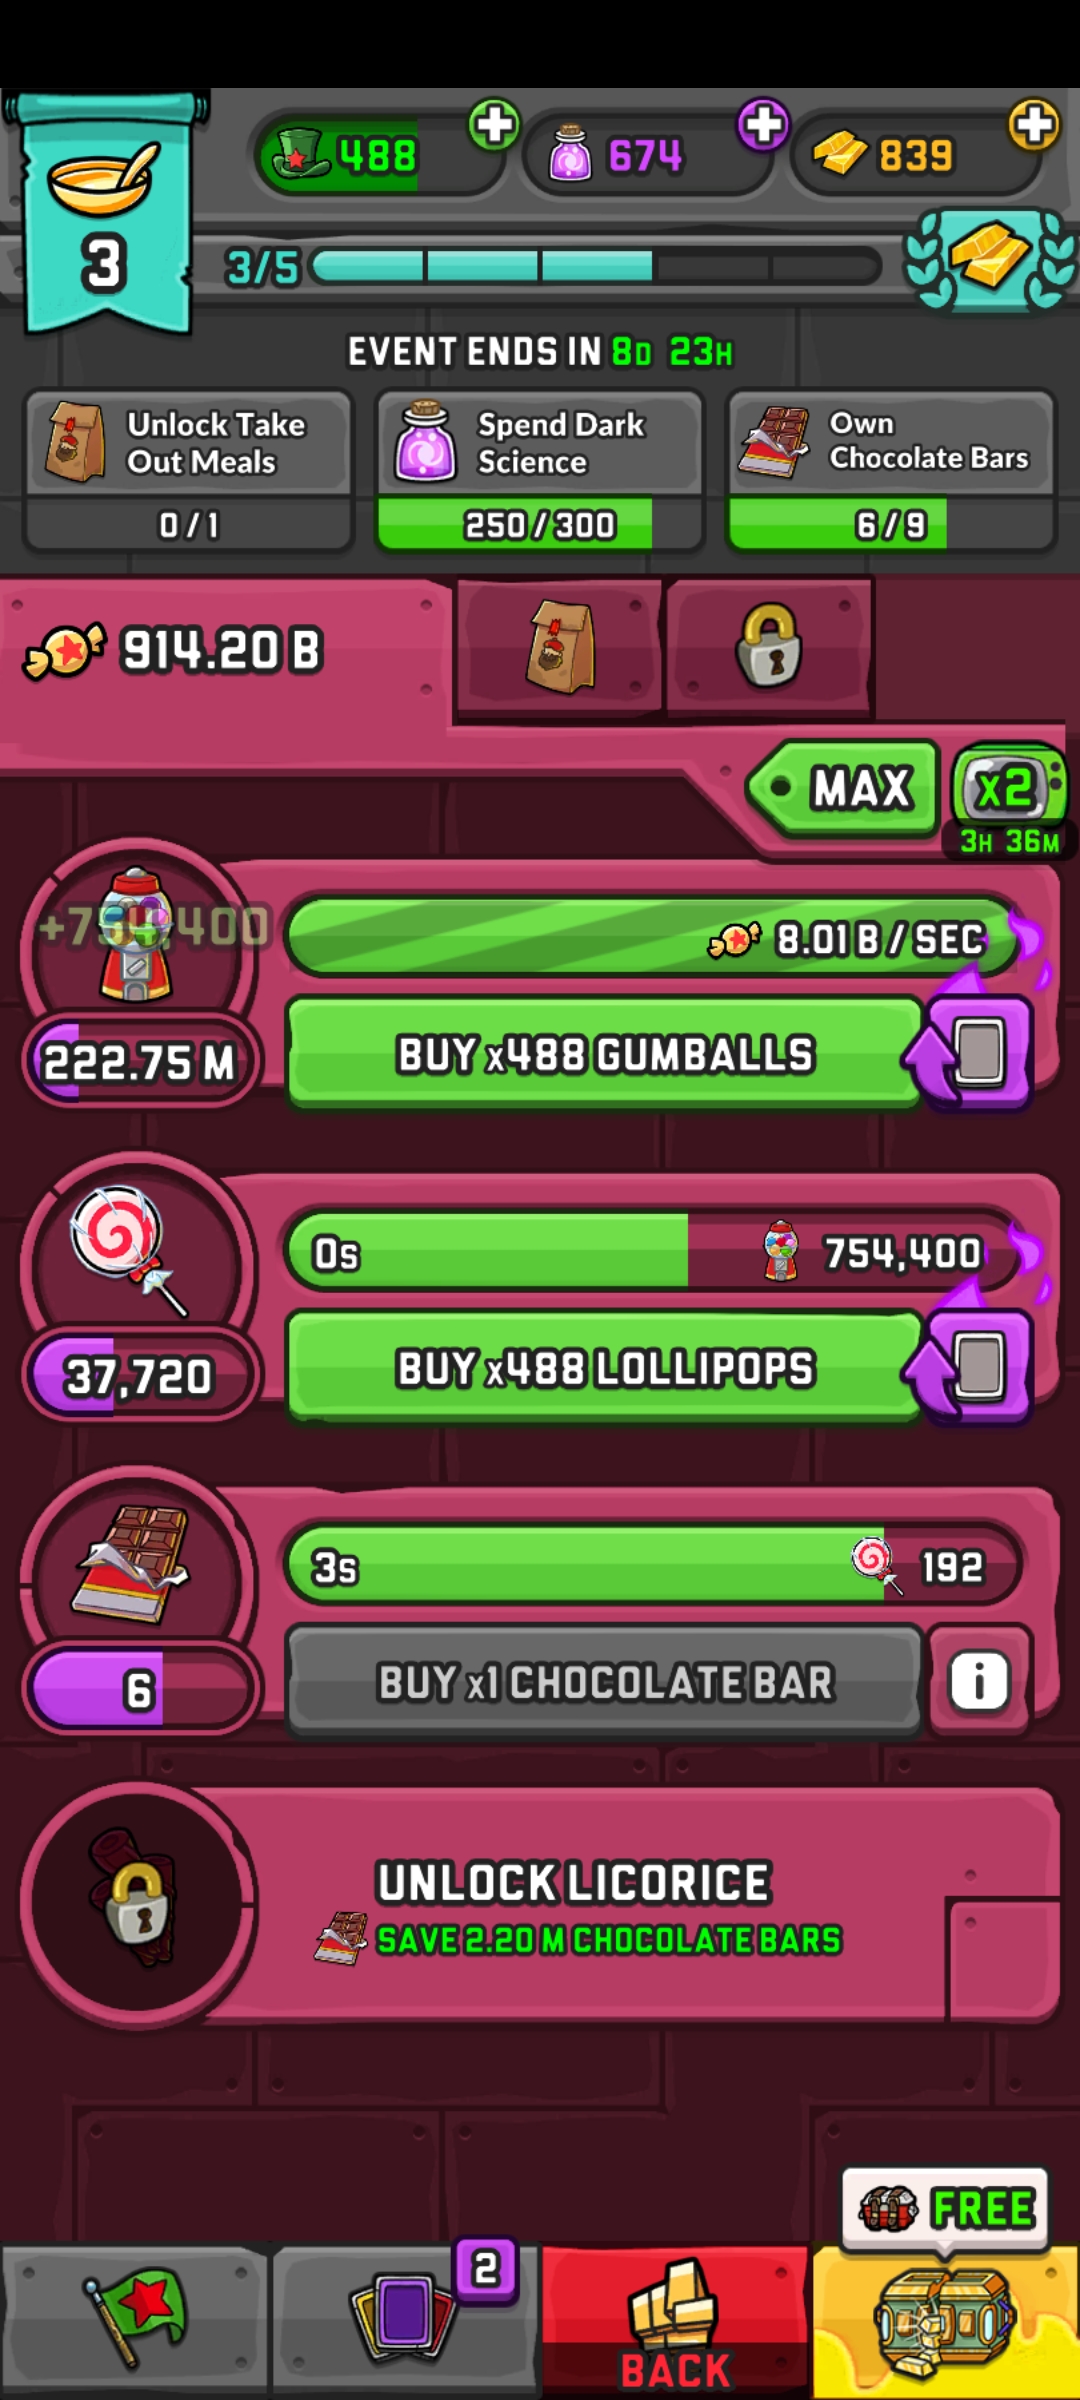 488
674
839
3
3/5
EVENT ENDS IN 8D 23H
Unlock Take
Out Meals
0/1
Spend Dark
Science
250/300
Own
Chocolate Bars
6/9
914.20 B
MAX
x2
3H 36M
+754,400
8.01 B / SEC
222.75 M
BUY x488 GUMBALLS
0s
754,400
37,720
BUY x488 LOLLIPOPS
3s
192
6
BUY x1 CHOCOLATE BAR
i
UNLOCK LICORICE
SAVE 2.20 M CHOCOLATE BARS
FREE
2
BACK